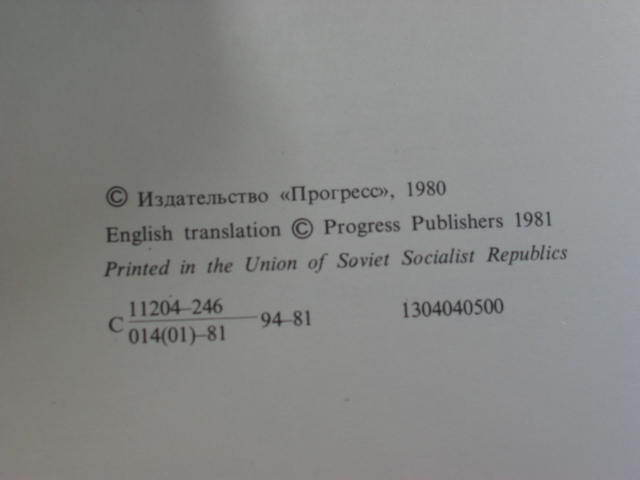 © Издательство «Прогресс», 1980
English translation © Progress Publishers 1981
Printed in the Union of Soviet Socialist Republics
11204–246
С 94–81 1304040500
014(01)–81